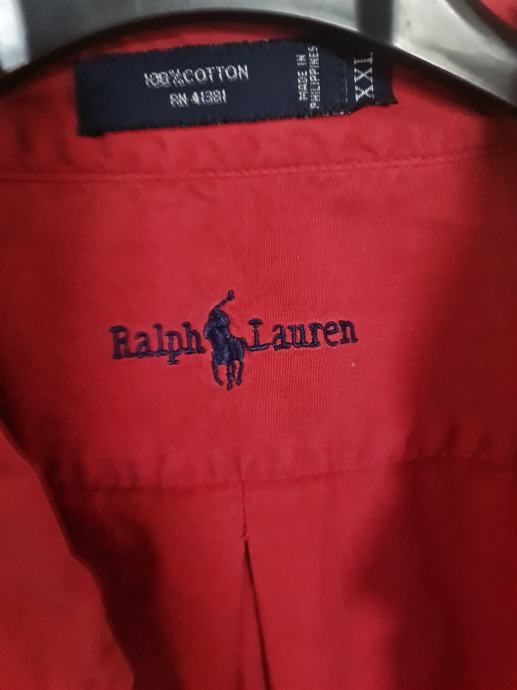 100% COTTON
RN 41381
MADE IN
PHILIPPINES
XXL
Ralph Lauren